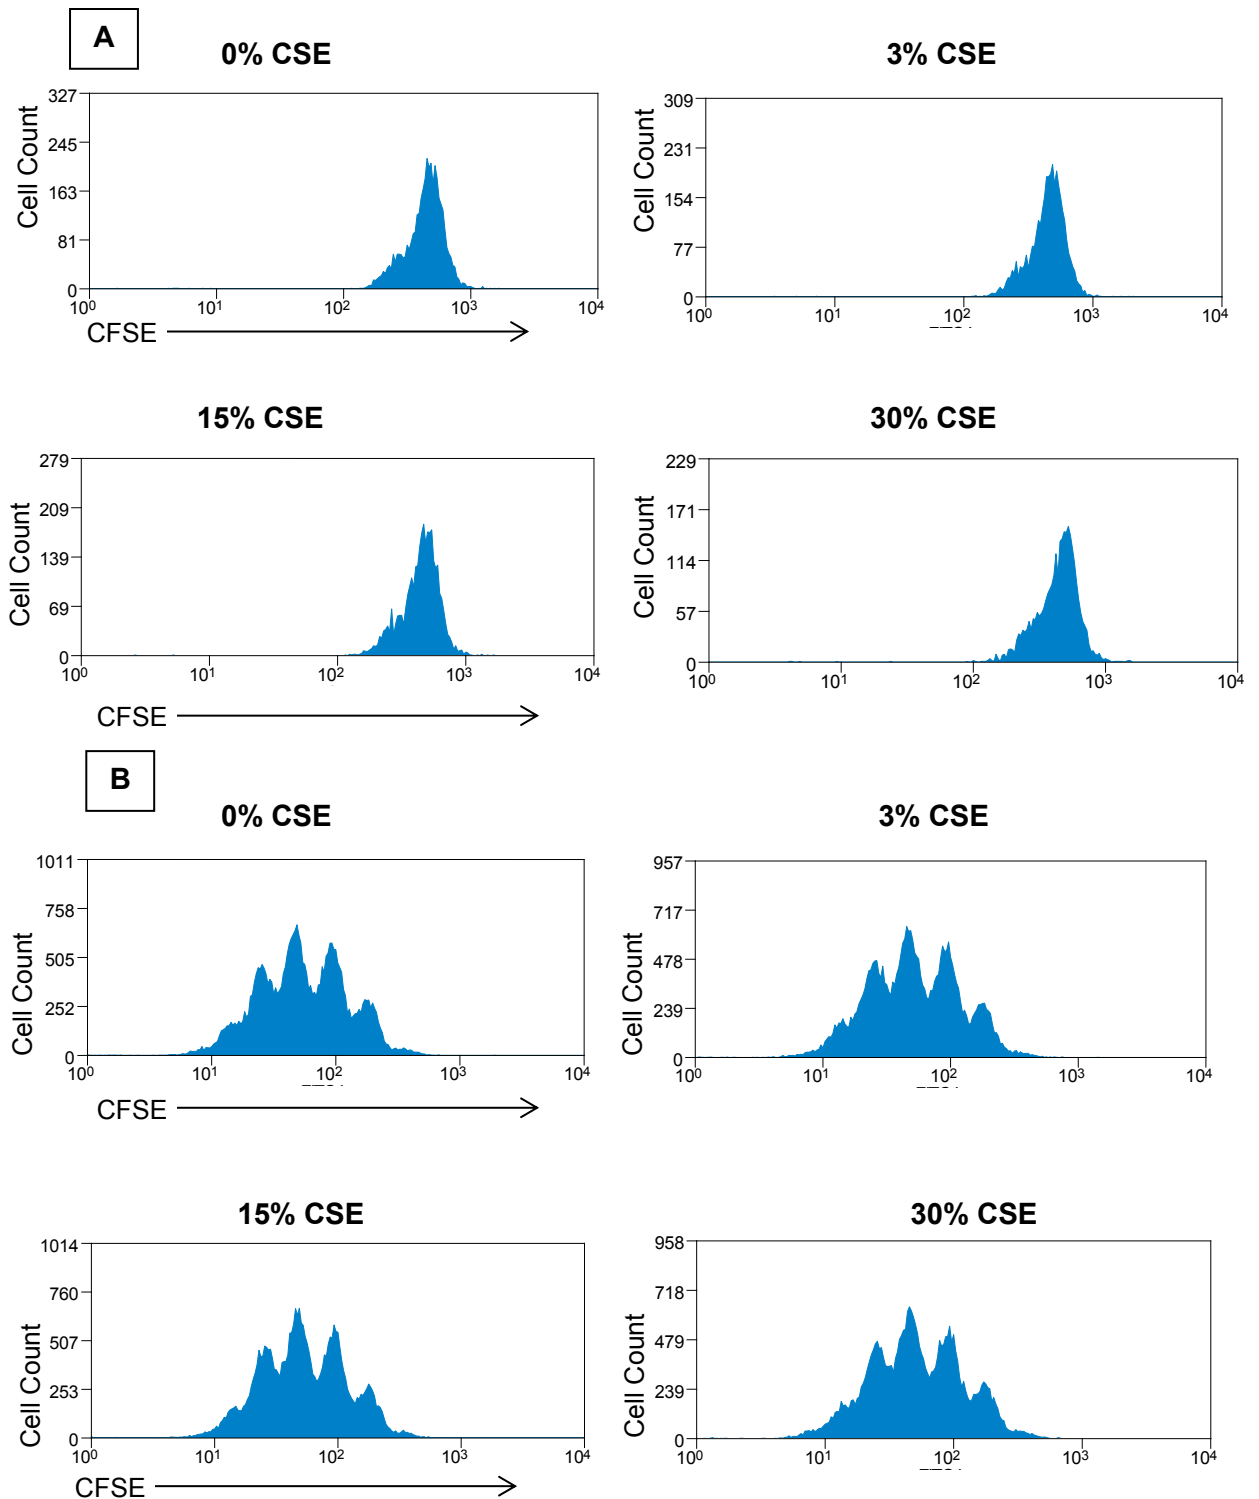 A
0% CSE
3% CSE
Cell Count
327
245
163
81
0
10⁰ 10¹ 10² 10³ 10⁴
CFSE
Cell Count
309
231
154
77
0
10⁰ 10¹ 10² 10³ 10⁴
15% CSE
30% CSE
Cell Count
279
209
139
69
0
10⁰ 10¹ 10² 10³ 10⁴
CFSE
Cell Count
229
171
114
57
0
10⁰ 10¹ 10² 10³ 10⁴
B
0% CSE
3% CSE
Cell Count
1011
758
505
252
0
10⁰ 10¹ 10² 10³ 10⁴
CFSE
Cell Count
957
717
478
239
0
10⁰ 10¹ 10² 10³ 10⁴
15% CSE
30% CSE
Cell Count
1014
760
507
253
0
10⁰ 10¹ 10² 10³ 10⁴
CFSE
Cell Count
958
718
479
239
0
10⁰ 10¹ 10² 10³ 10⁴